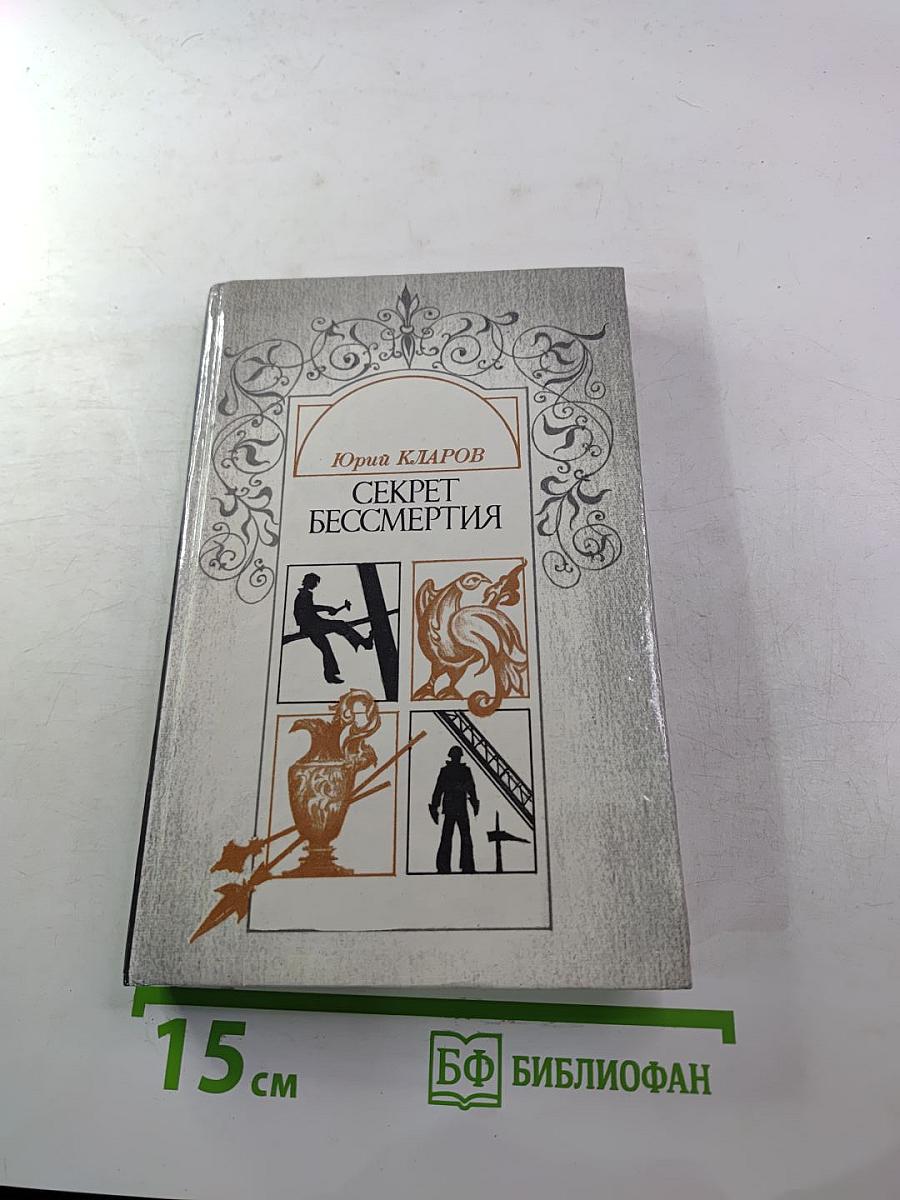 Юрий КЛАРОВ
СЕКРЕТ
БЕССМЕРТИЯ
15 см
БФ БИБЛИОФАН